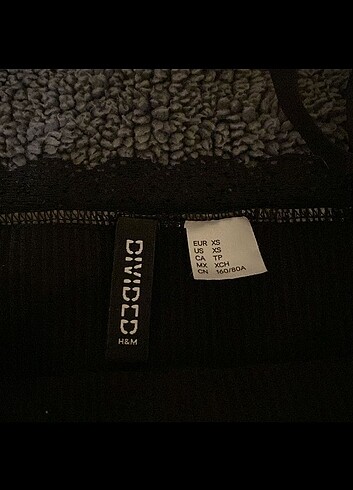 DIVIDED
H&M
EUR XS
US XS
CA TP
MX XCH
CN 160/80A